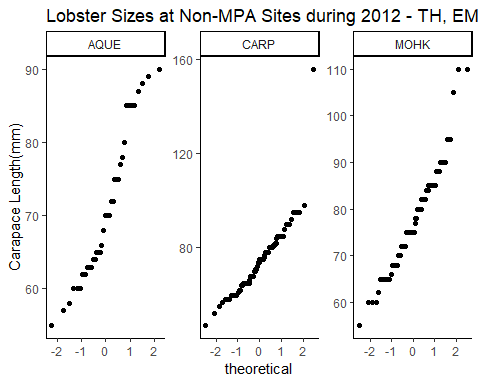 Lobster Sizes at Non-MPA Sites during 2012 - TH, EM
AQUE CARP MOHK
Carapace Length(mm)
90
80
70
60
160
120
80
110
100
90
80
70
60
-2 -1 0 1 2 -2 -1 0 1 2 -2 -1 0 1 2
theoretical